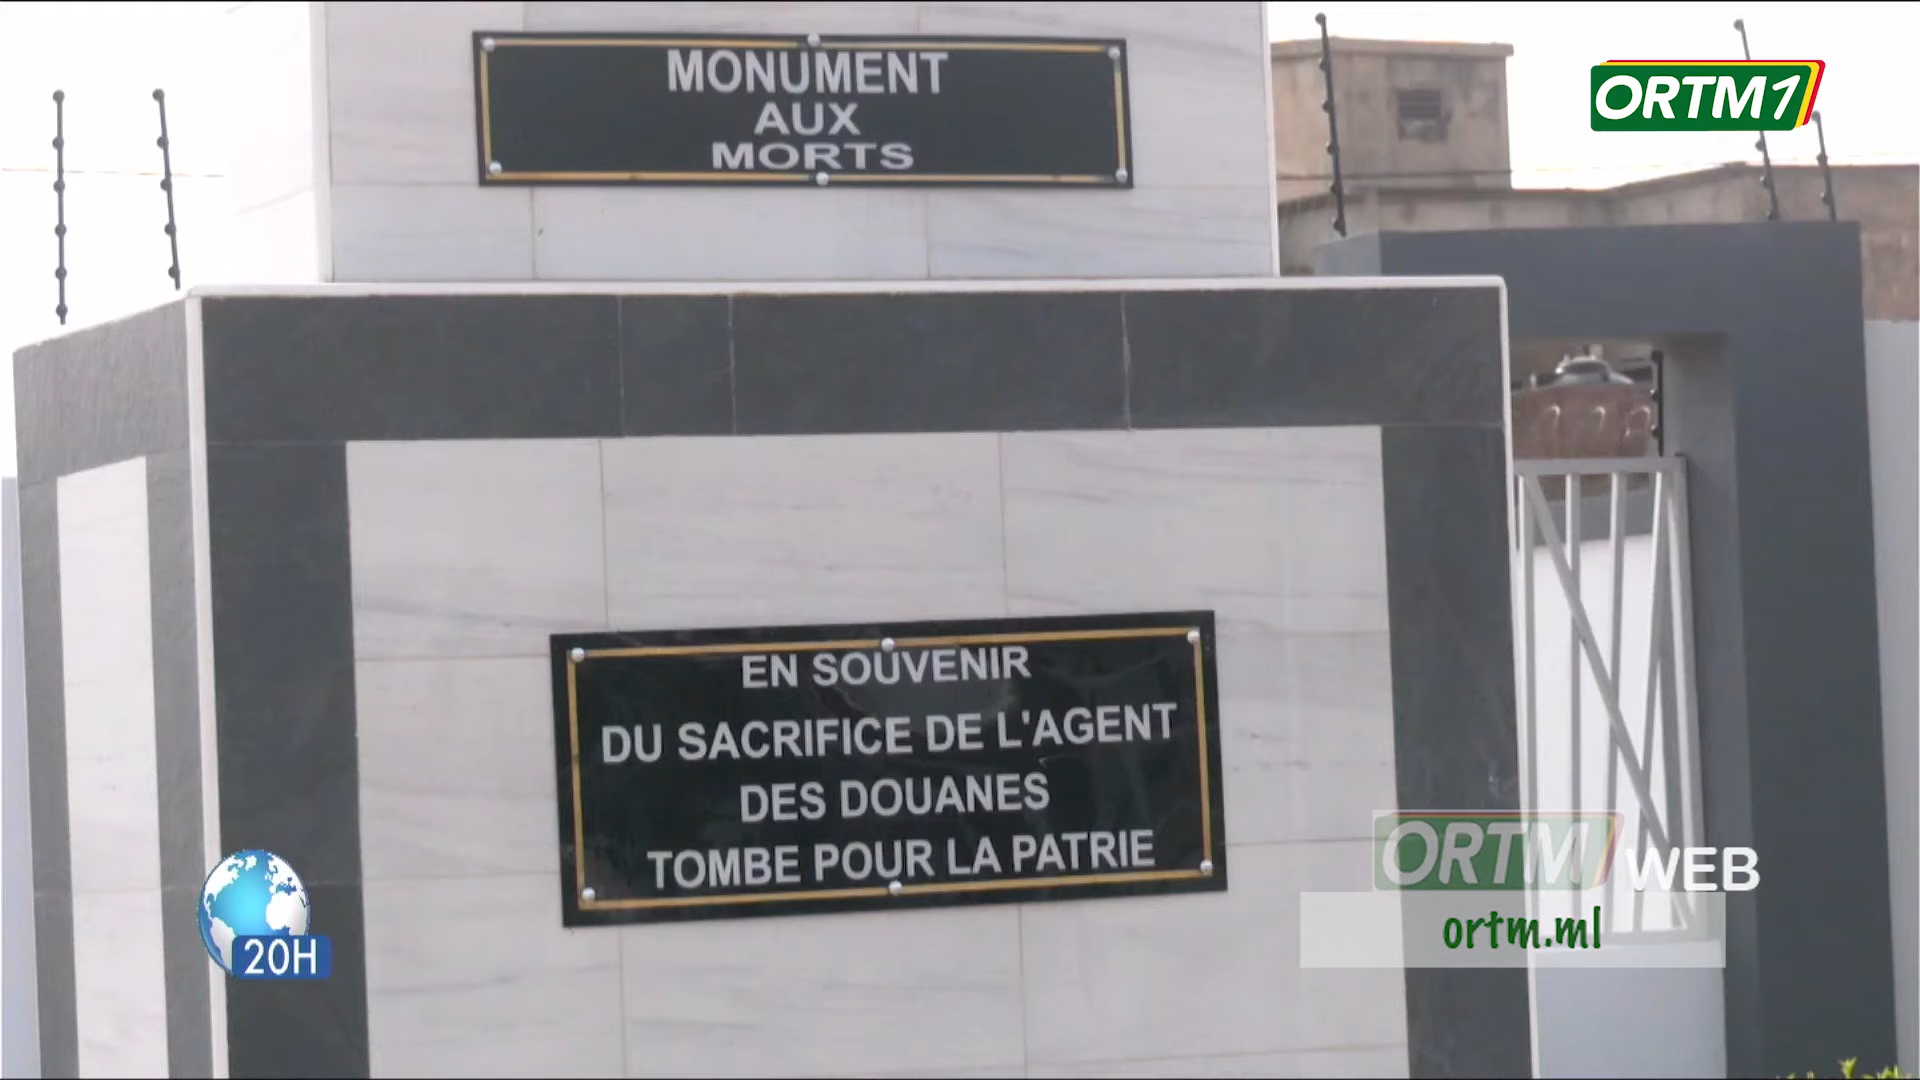 MONUMENT
AUX
MORTS
ORTM1
EN SOUVENIR
DU SACRIFICE DE L'AGENT
DES DOUANES
TOMBE POUR LA PATRIE
ORTM1 WEB
ortm.ml
20H